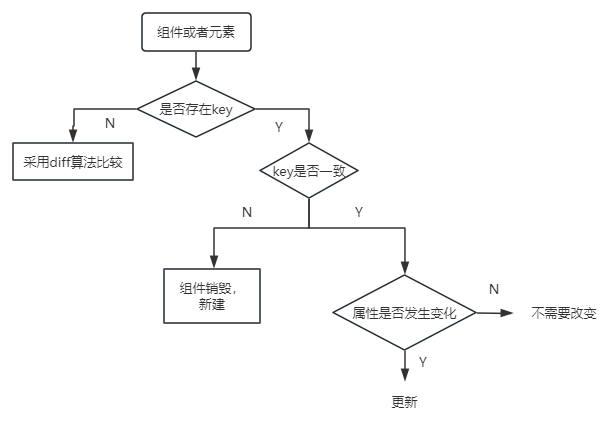 组件或者元素
是否存在key
N
Y
采用diff算法比较
key是否一致
N
Y
组件销毁，
新建
属性是否发生变化
N
不需要改变
Y
更新